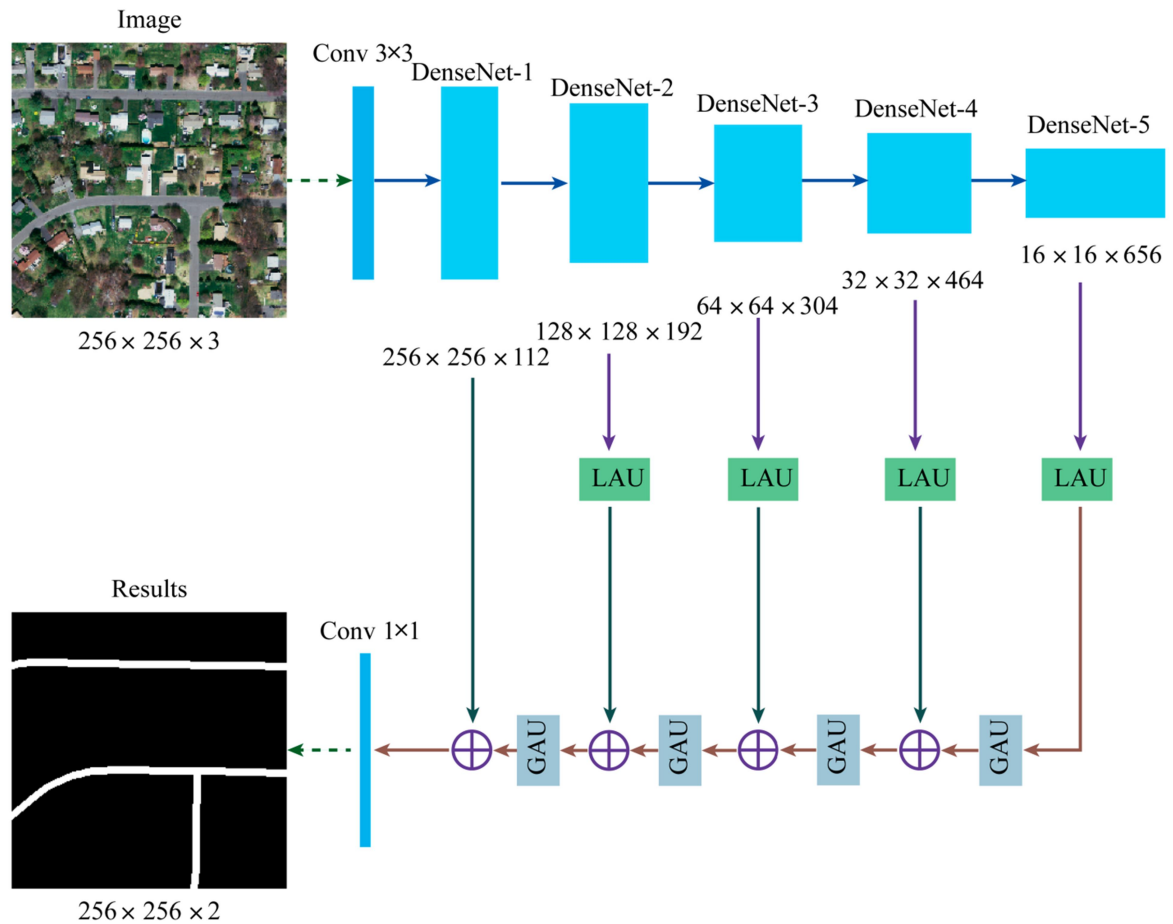 Image
Conv 3×3
DenseNet-1
DenseNet-2
DenseNet-3
DenseNet-4
DenseNet-5
256 × 256 × 3
256 × 256 × 112
128 × 128 × 192
64 × 64 × 304
32 × 32 × 464
16 × 16 × 656
LAU
LAU
LAU
LAU
Results
Conv 1×1
GAU
GAU
GAU
GAU
256 × 256 × 2